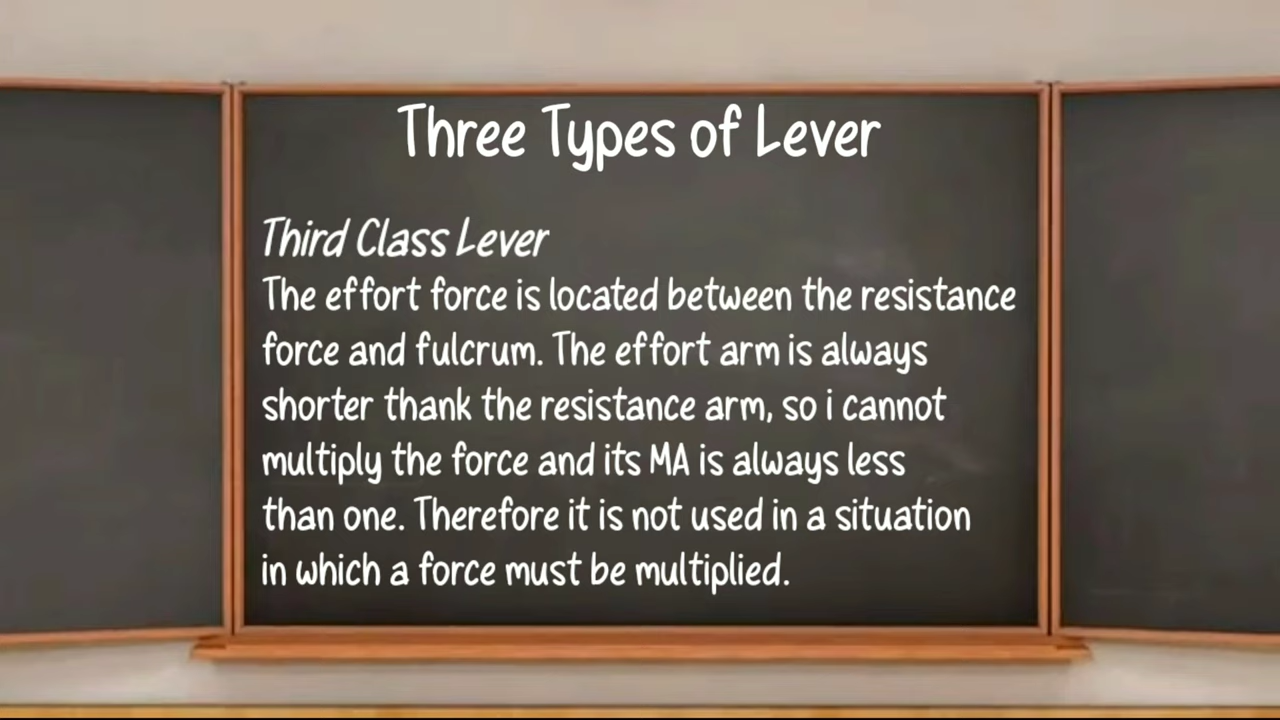 Three Types of Lever
Third Class Lever
The effort force is located between the resistance
force and fulcrum. The effort arm is always
shorter thank the resistance arm, so i cannot
multiply the force and its MA is always less
than one. Therefore it is not used in a situation
in which a force must be multiplied.